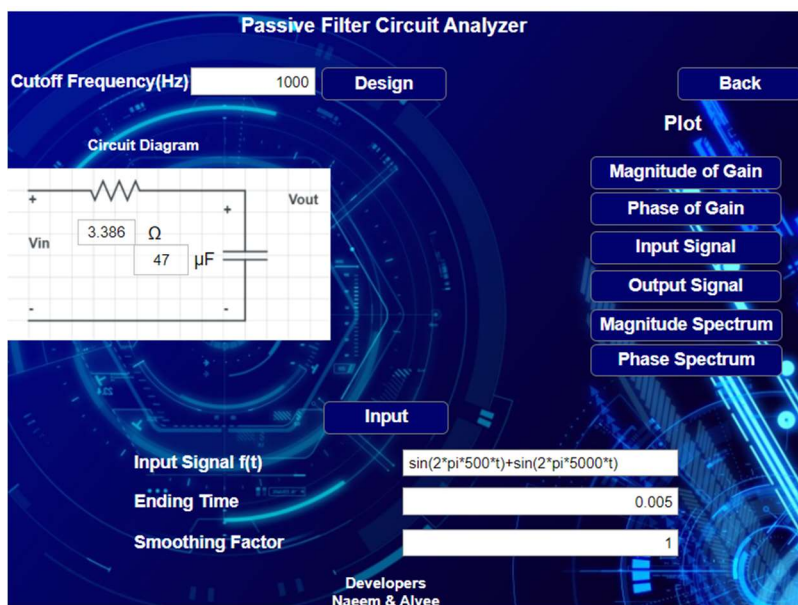 Passive Filter Circuit Analyzer
Cutoff Frequency(Hz) 1000 Design Back
Plot
Circuit Diagram
Magnitude of Gain
+ + Vout
Phase of Gain
3.386 Ω
Vin
Input Signal
47 µF
Output Signal
- -
Magnitude Spectrum
Phase Spectrum
Input
Input Signal f(t) sin(2*pi*500*t)+sin(2*pi*5000*t)
Ending Time 0.005
Smoothing Factor 1
Developers
Naeem & Alvee